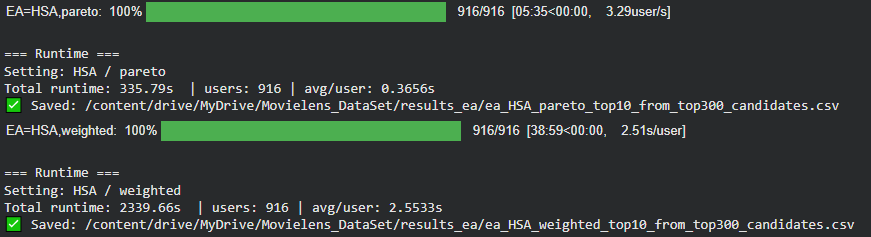 EA=HSA,pareto: 100% 916/916 [05:35<00:00, 3.29user/s]
=== Runtime ===
Setting: HSA / pareto
Total runtime: 335.79s | users: 916 | avg/user: 0.3656s
✅ Saved: /content/drive/MyDrive/Movielens_DataSet/results_ea/ea_HSA_pareto_top10_from_top300_candidates.csv
EA=HSA,weighted: 100% 916/916 [38:59<00:00, 2.51s/user]
=== Runtime ===
Setting: HSA / weighted
Total runtime: 2339.66s | users: 916 | avg/user: 2.5533s
✅ Saved: /content/drive/MyDrive/Movielens_DataSet/results_ea/ea_HSA_weighted_top10_from_top300_candidates.csv